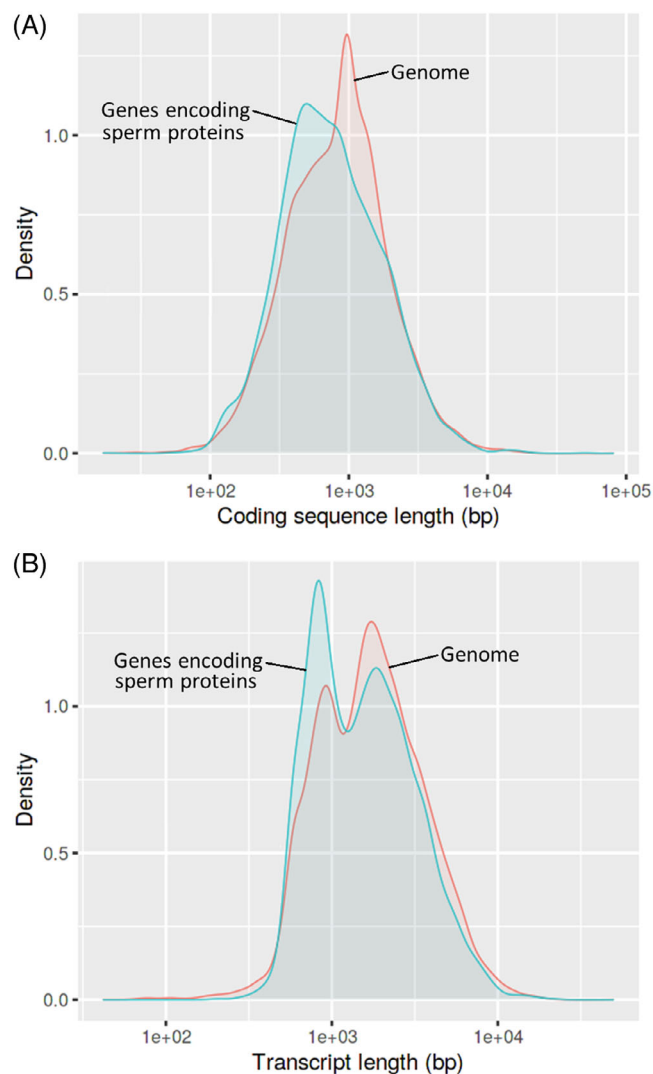 (A)
Genome
Genes encoding
sperm proteins
1.0
0.5
0.0
Density
1e+02 1e+03 1e+04 1e+05
Coding sequence length (bp)
(B)
Genes encoding
sperm proteins
Genome
1.0
0.5
0.0
Density
1e+02 1e+03 1e+04
Transcript length (bp)